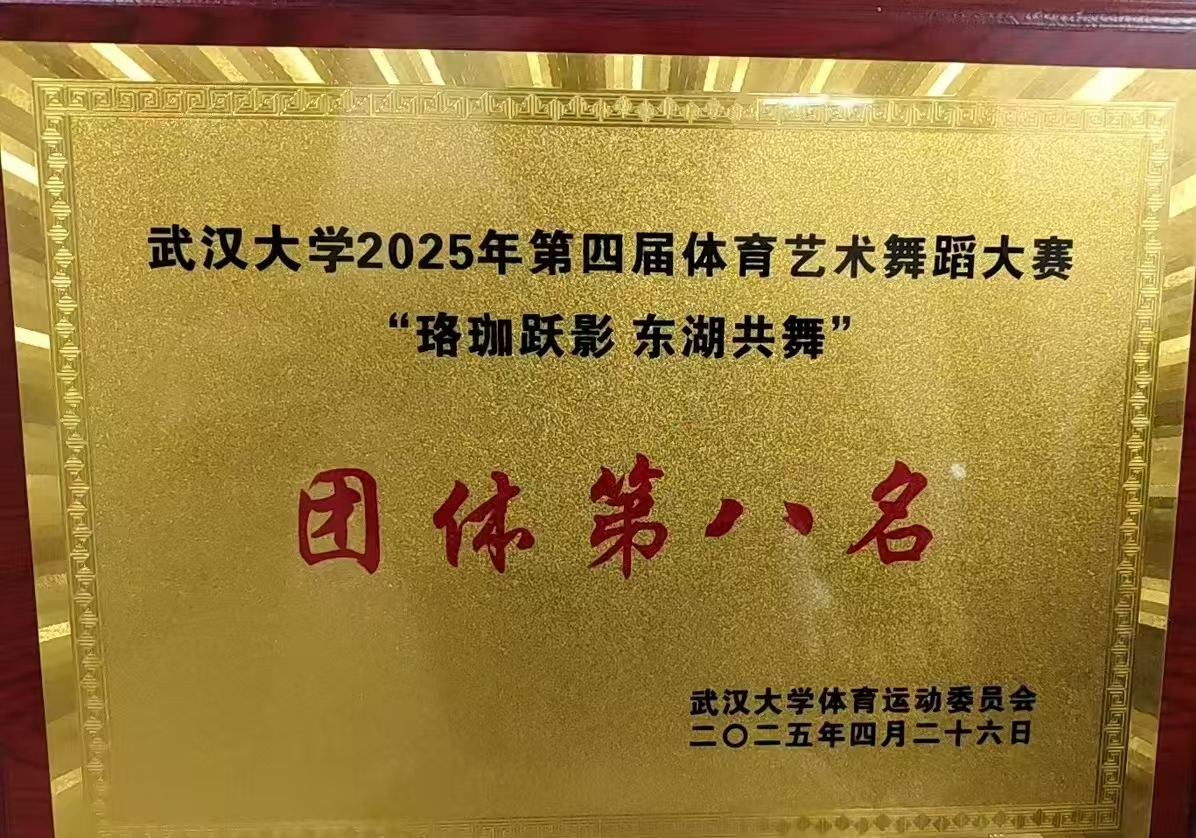 武汉大学2025年第四届体育艺术舞蹈大赛
“珞珈跃影 东湖共舞”
团体第八名
武汉大学体育运动委员会
二〇二五年四月二十六日